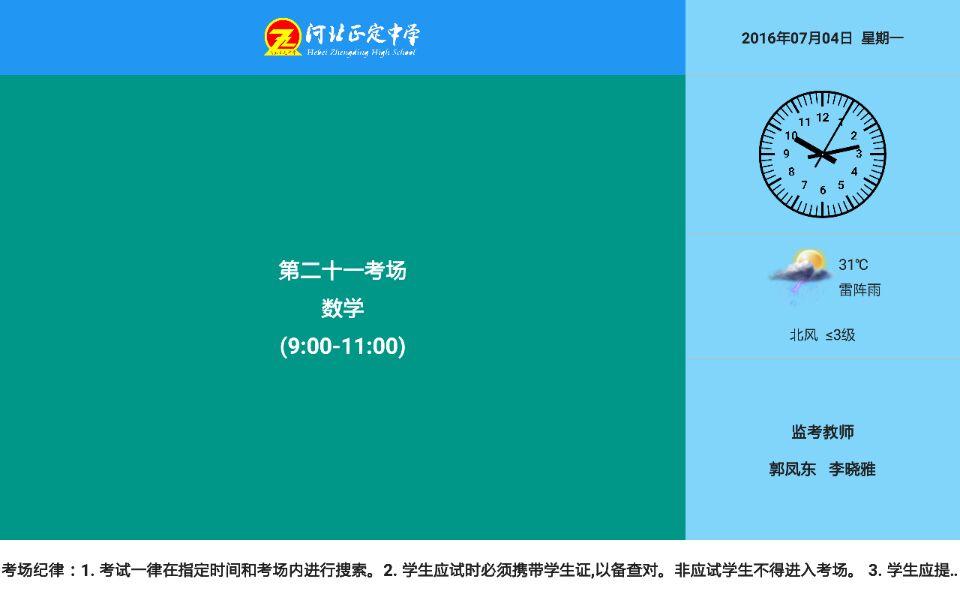 河北正定中学
Hebei Zhengding High School
2016年07月04日 星期一
12
1
2
3
4
5
6
7
8
9
10
11
第二十一考场
数学
(9:00-11:00)
31℃
雷阵雨
北风 ≤3级
监考教师
郭凤东 李晓雅
考场纪律：1. 考试一律在指定时间和考场内进行搜索。2. 学生应试时必须携带学生证,以备查对。非应试学生不得进入考场。 3. 学生应提..